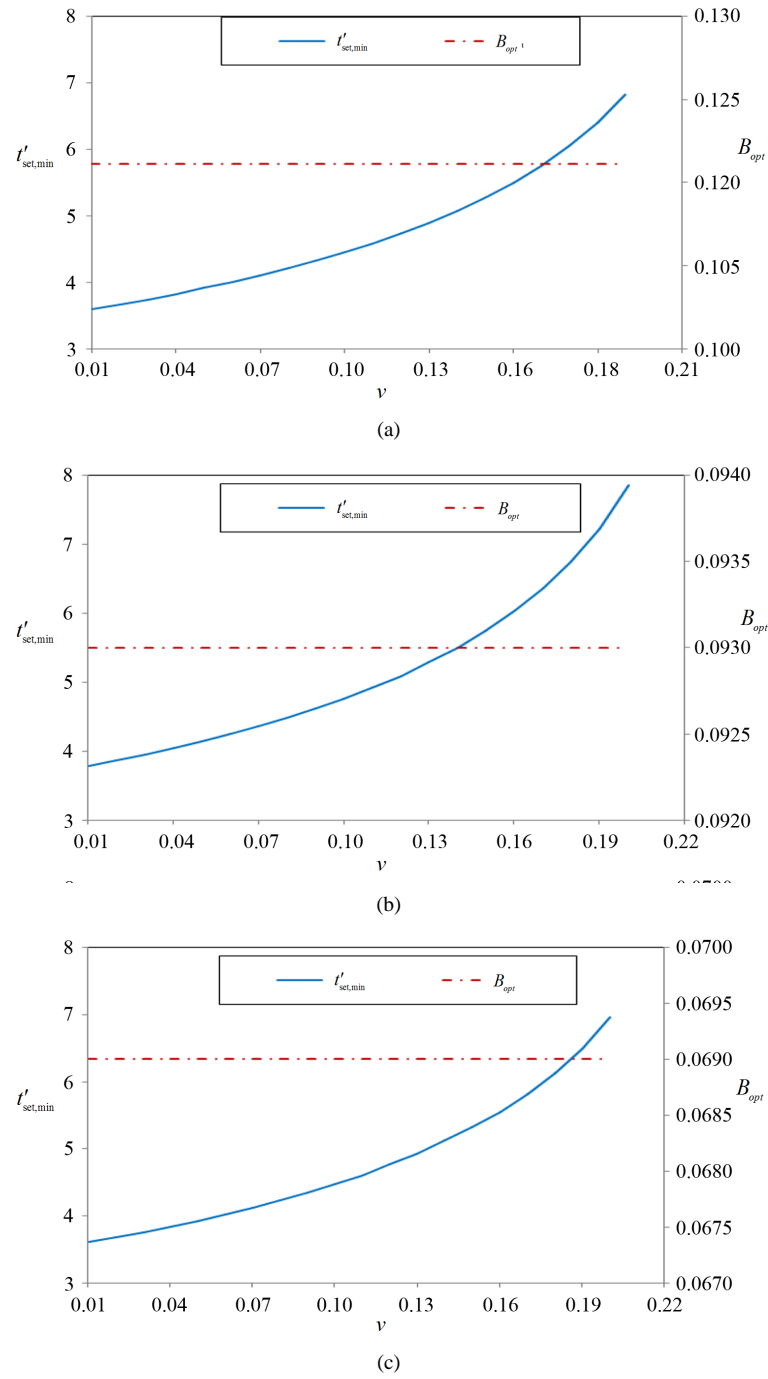 8 0.130
t′set,min Bopt
7 0.125
t′set,min 6 Bopt
0.120
5
4 0.105
3 0.100
0.01 0.04 0.07 0.10 0.13 0.16 0.18 0.21
v
(a)
8 0.0940
t′set,min Bopt
7 0.0935
6
t′set,min Bopt
0.0930
5
4 0.0925
3 0.0920
0.01 0.04 0.07 0.10 0.13 0.16 0.19 0.22
v
(b)
8 0.0700
t′set,min Bopt
7 0.0695
6 0.0690
t′set,min Bopt
0.0685
5 0.0680
4 0.0675
3 0.0670
0.01 0.04 0.07 0.10 0.13 0.16 0.19 0.22
v
(c)